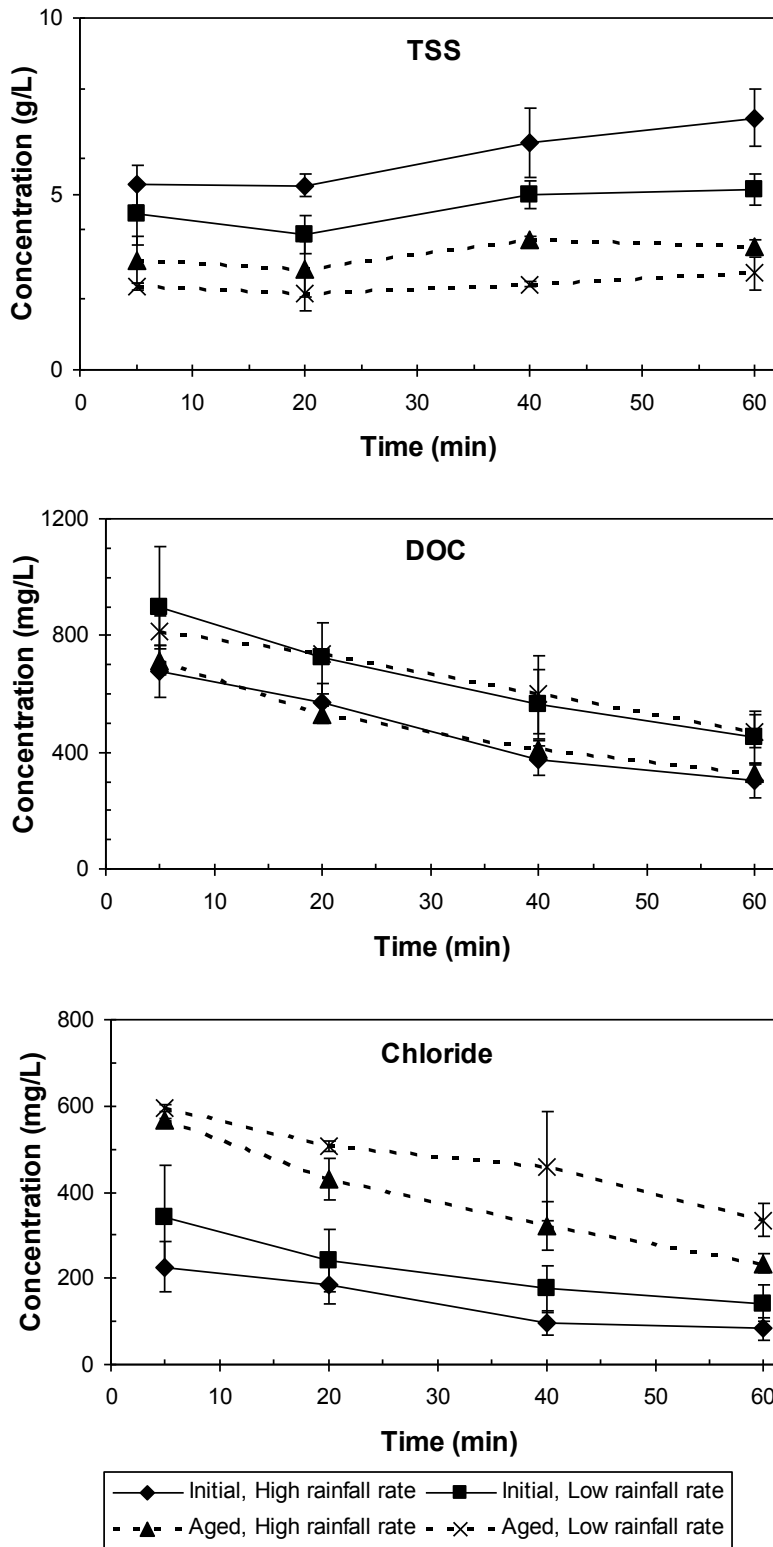 TSS
Concentration (g/L)
10
5
0
0 10 20 30 40 50 60
Time (min)
DOC
Concentration (mg/L)
1200
800
400
0
0 10 20 30 40 50 60
Time (min)
Chloride
Concentration (mg/L)
800
600
400
200
0
0 10 20 30 40 50 60
Time (min)
Initial, High rainfall rate Initial, Low rainfall rate
Aged, High rainfall rate Aged, Low rainfall rate